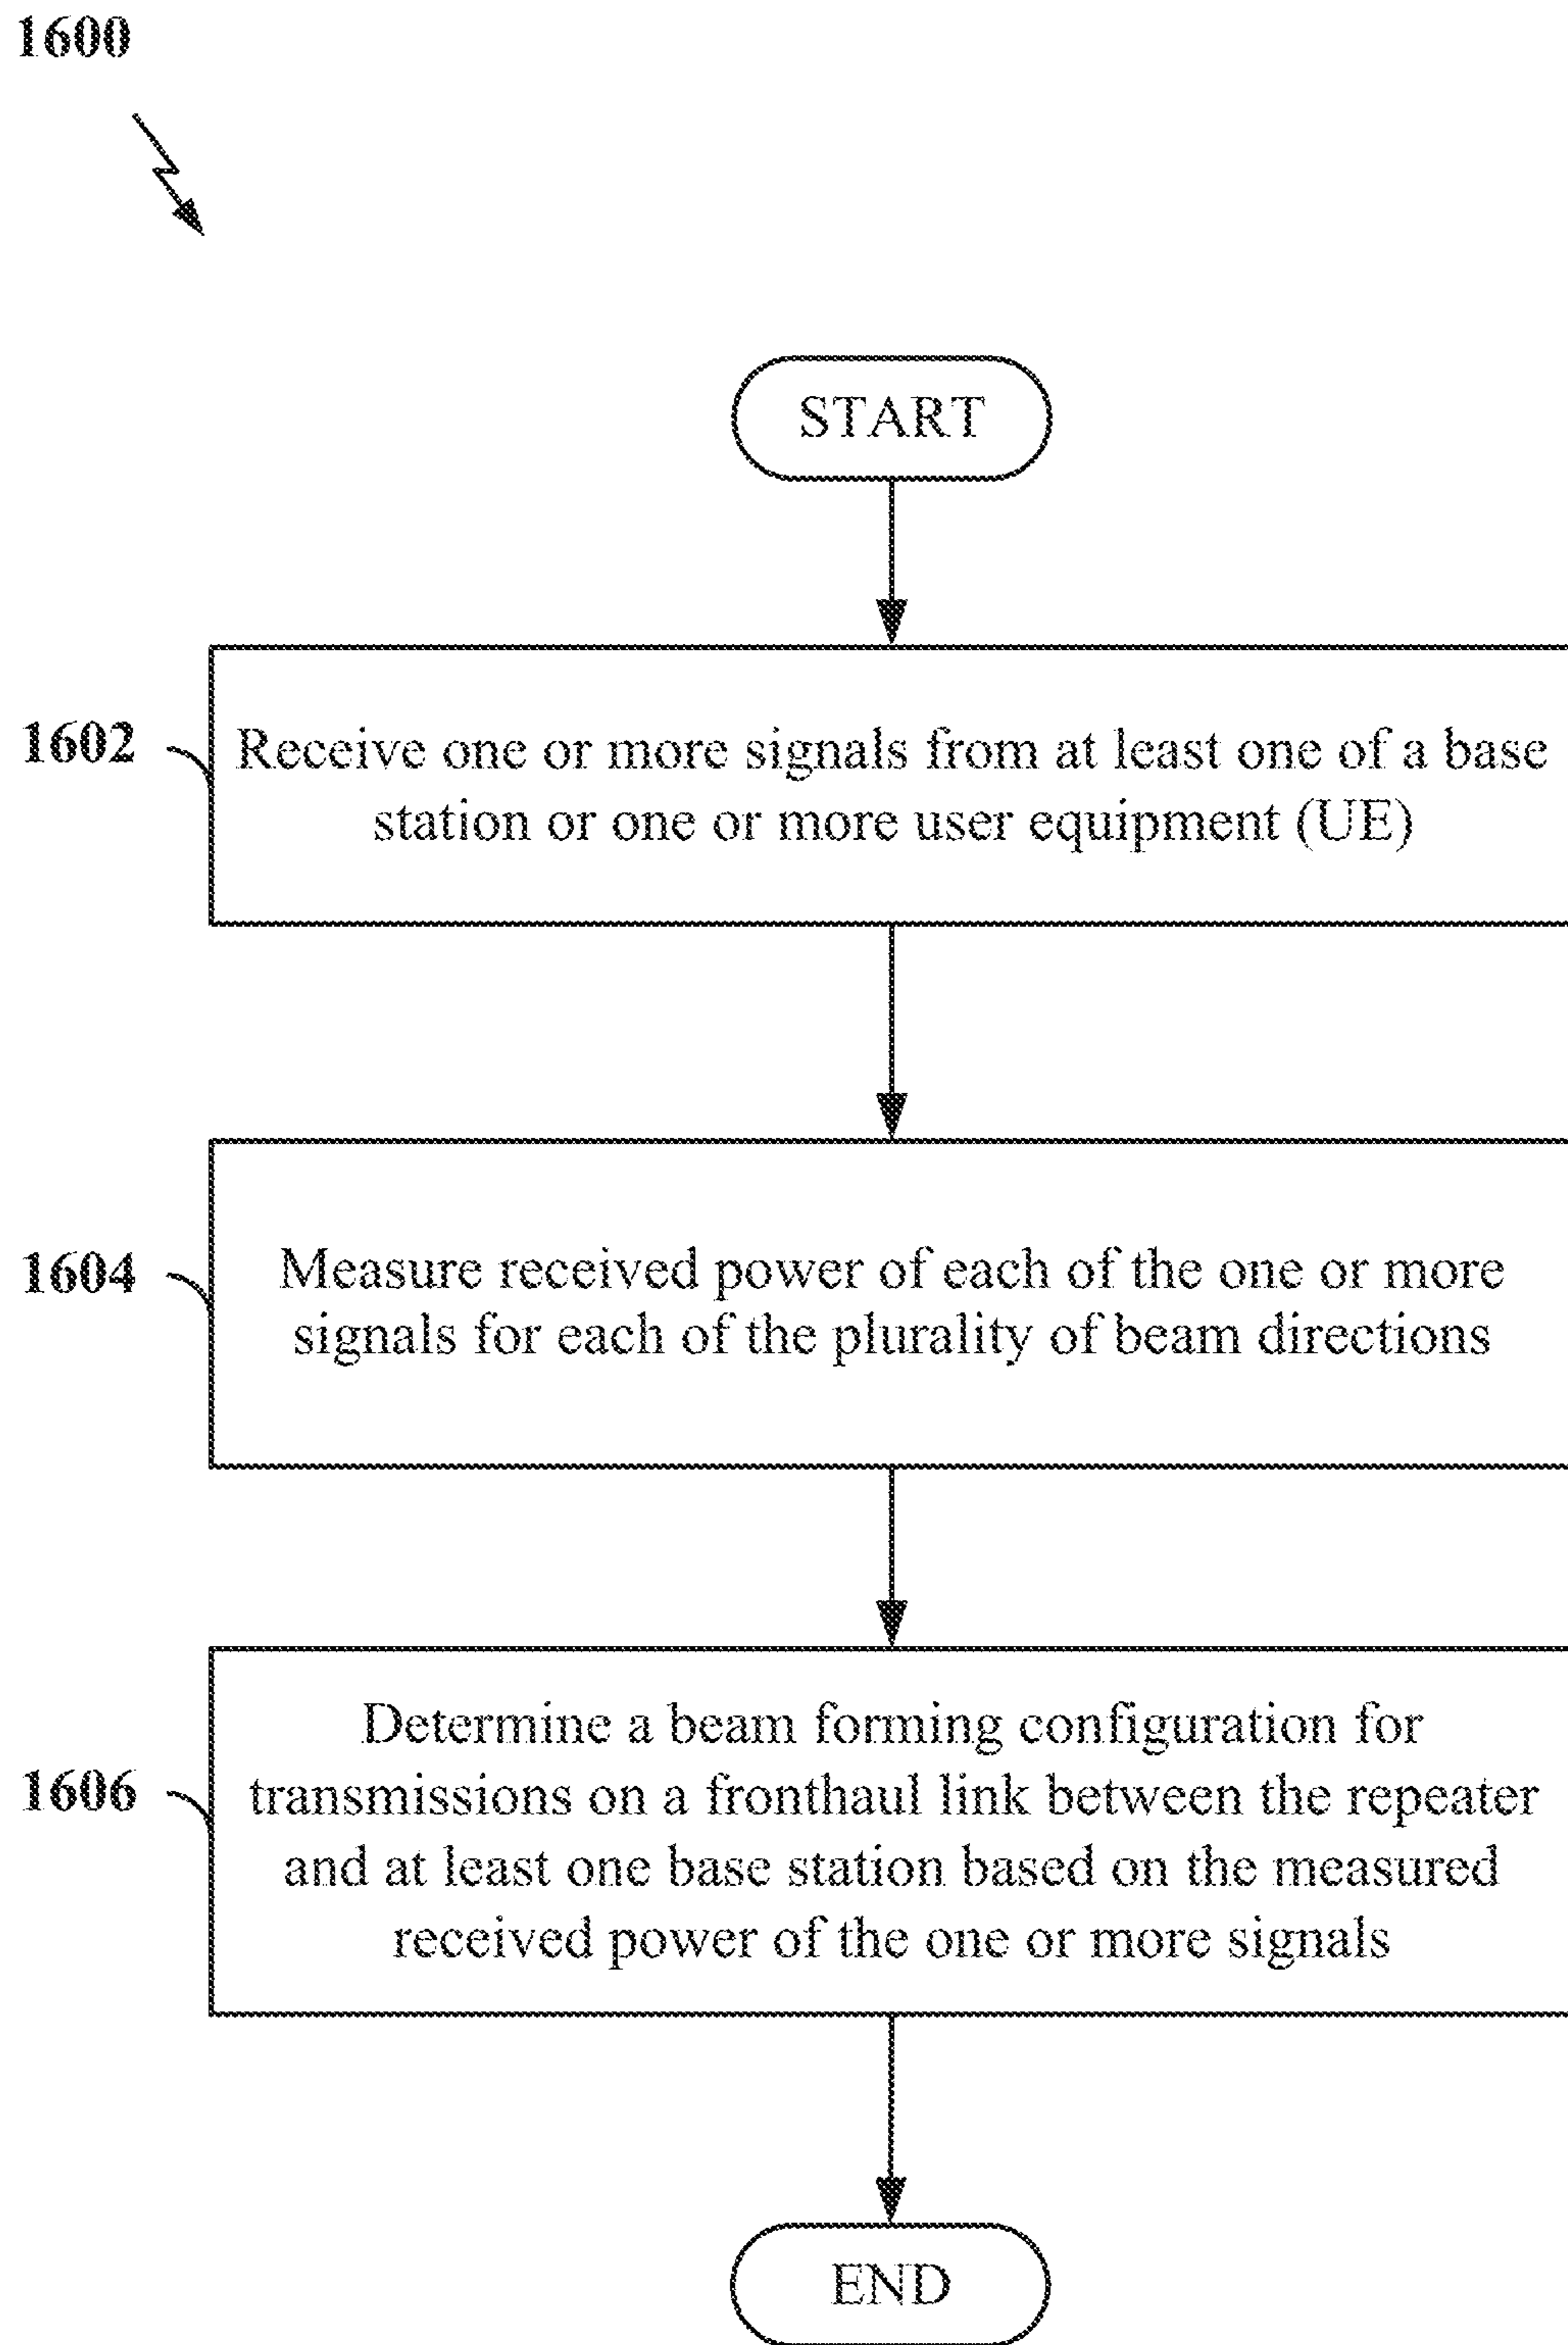 1600
START
1602
Receive one or more signals from at least one of a base
station or one or more user equipment (UE)
1604
Measure received power of each of the one or more
signals for each of the plurality of beam directions
1606
Determine a beam forming configuration for
transmissions on a fronthaul link between the repeater
and at least one base station based on the measured
received power of the one or more signals
END